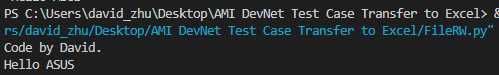 PS C:\Users\david_zhu\Desktop\AMI DevNet Test Case Transfer to Excel> &
rs/david_zhu/Desktop/AMI DevNet Test Case Transfer to Excel/FileRW.py"
Code by David.
Hello ASUS